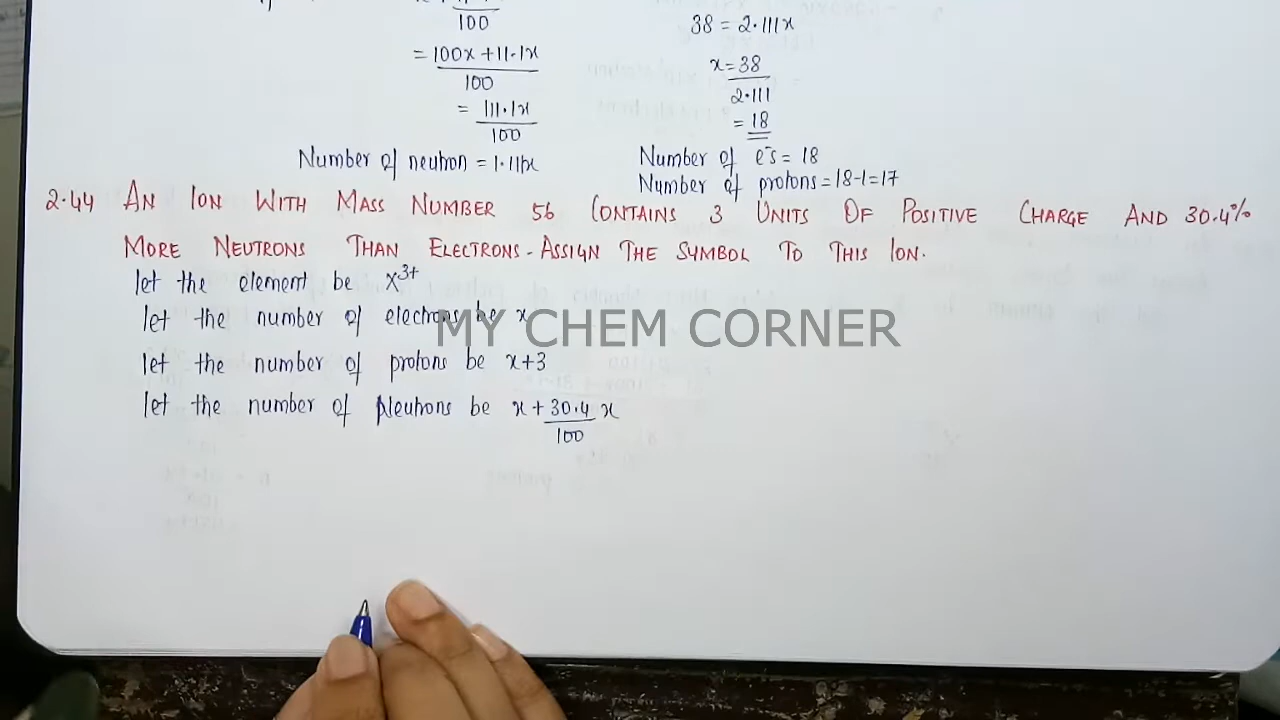 100
= 100x + 11.1x
100
= 111.1x
100
Number of neutron = 1.111x
38 = 2.111x
x = 38
2.111
= 18
Number of e⁻s = 18
Number of protons = 18-1=17
2.44 AN ION WITH MASS NUMBER 56 CONTAINS 3 UNITS OF POSITIVE CHARGE AND 30.4%
MORE NEUTRONS THAN ELECTRONS - ASSIGN THE SYMBOL TO THIS ION.
let the element be X³⁺
let the number of electrons be x
MY CHEM CORNER
let the number of protons be x+3
let the number of Neutrons be x + 30.4 x
100